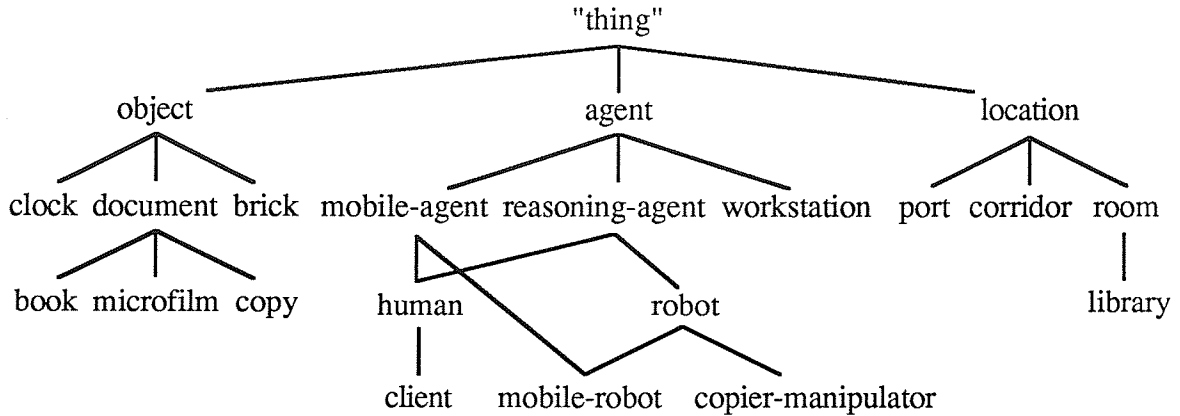 "thing"
object agent location
clock document brick mobile-agent reasoning-agent workstation port corridor room
book microfilm copy human robot library
client mobile-robot copier-manipulator